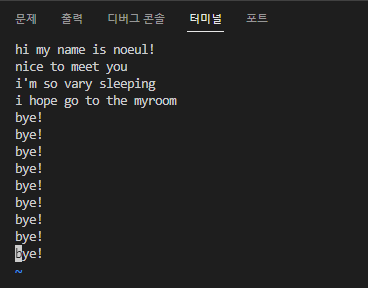 문제 출력 디버그 콘솔 터미널 포트
hi my name is noeul!
nice to meet you
i'm so vary sleeping
i hope go to the myroom
bye!
bye!
bye!
bye!
bye!
bye!
bye!
bye!
bye!
~